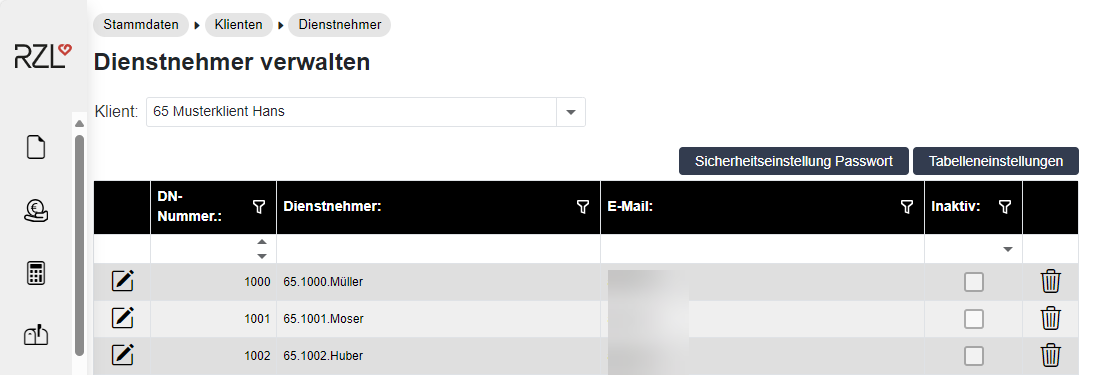 Stammdaten Klienten Dienstnehmer
RZL
Dienstnehmer verwalten
Klient: 65 Musterklient Hans
Sicherheitseinstellung Passwort Tabelleneinstellungen
DN-
Nummer.: Dienstnehmer: E-Mail: Inaktiv:
1000 65.1000.Müller
1001 65.1001.Moser
1002 65.1002.Huber